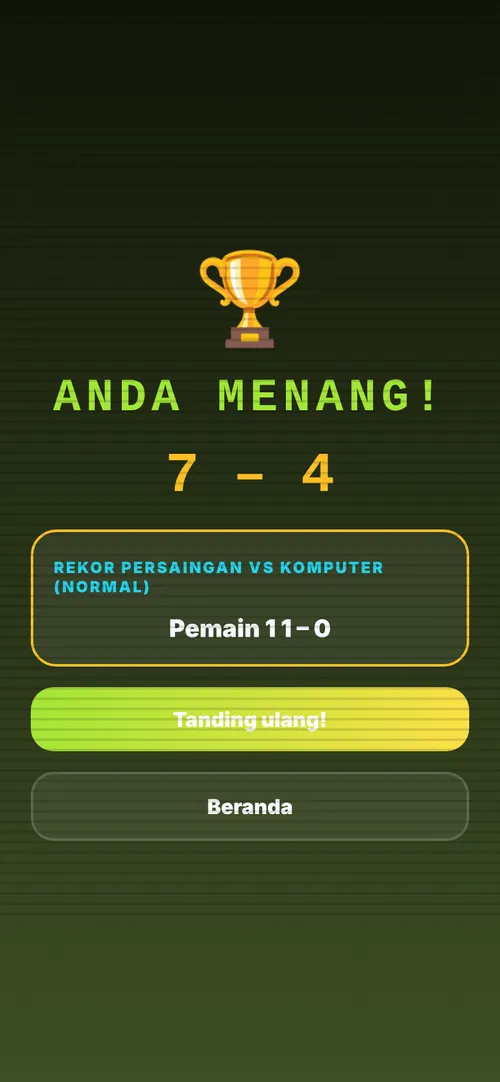 ANDA MENANG!
7 – 4
REKOR PERSAINGAN VS KOMPUTER
(NORMAL)
Pemain 11–0
Tanding ulang!
Beranda